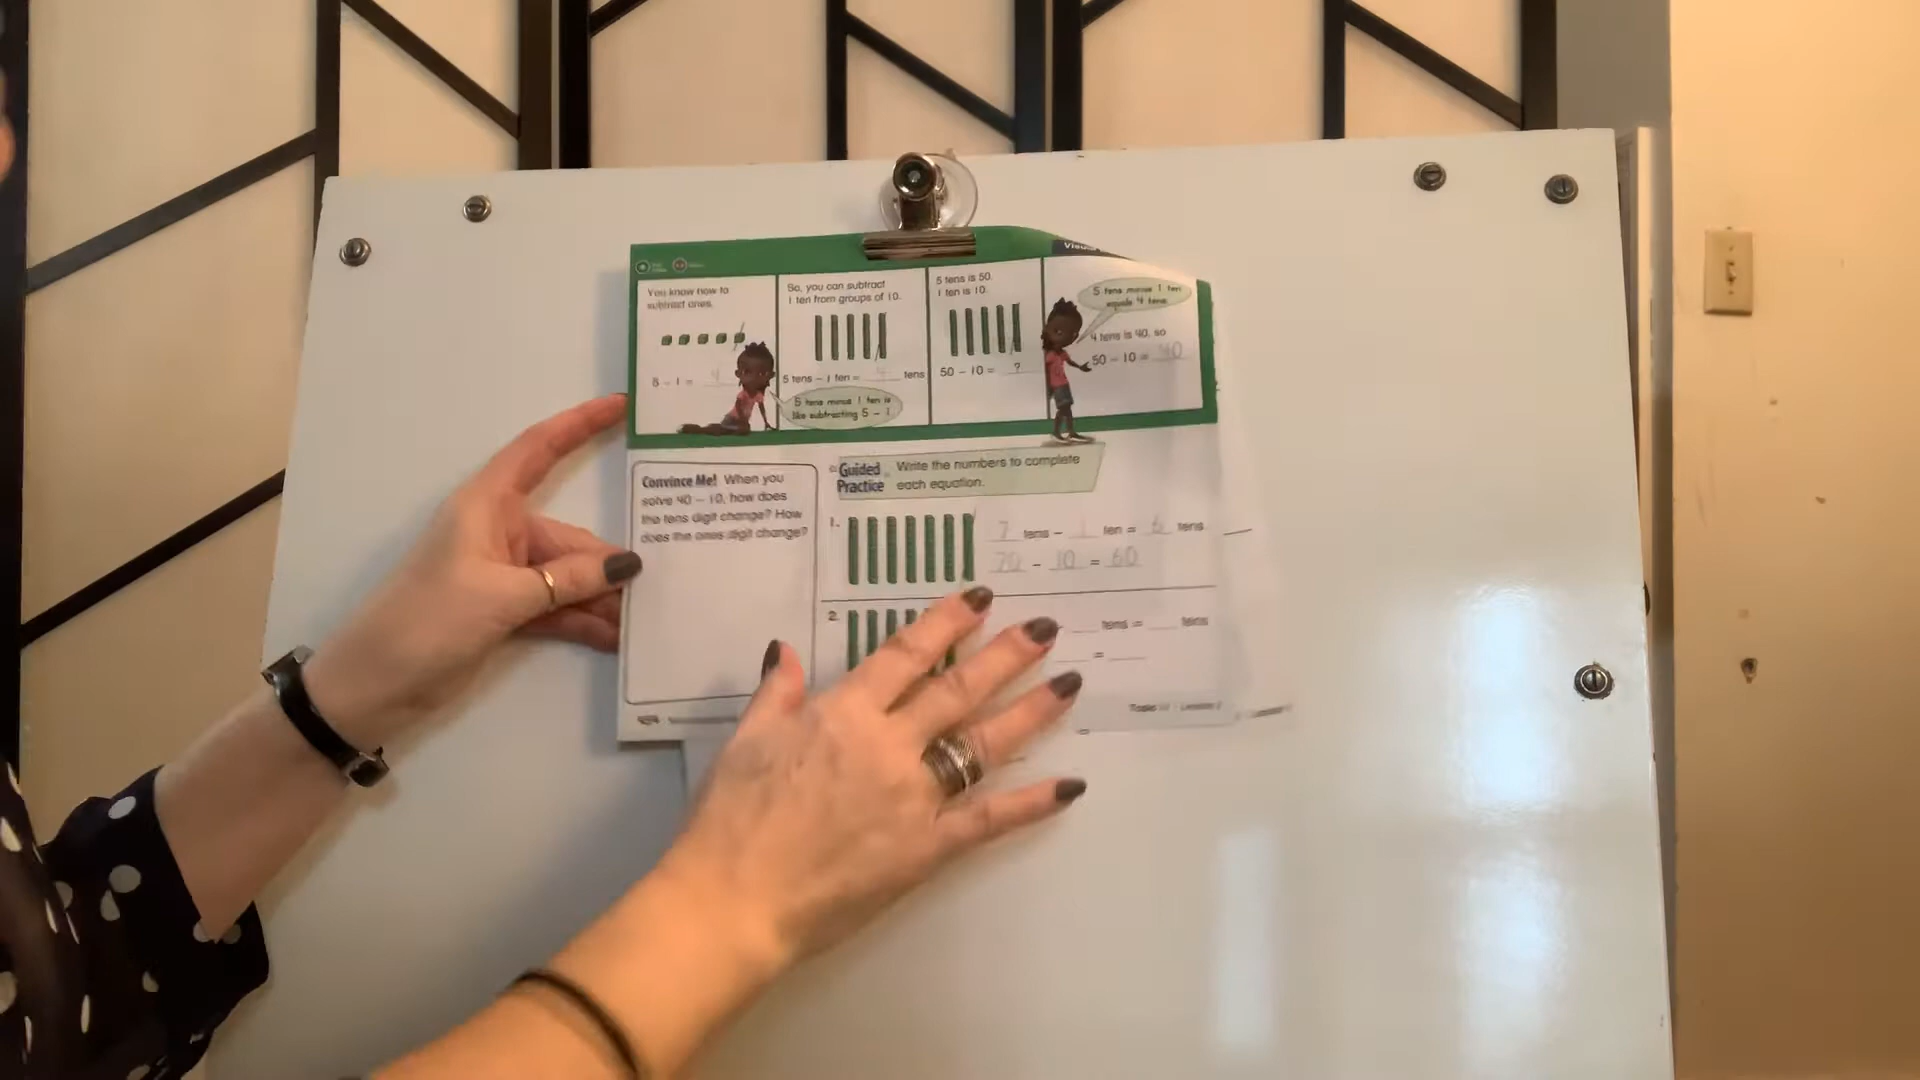 You know how to
subtract ones.
5 - 1 = 4
So, you can subtract
1 ten from groups of 10.
5 tens - 1 ten = 4 tens
5 tens minus 1 ten is
like subtracting 5 - 1
5 tens is 50.
1 ten is 10.
50 - 10 = ?
5 tens minus 1 ten
equals 4 tens
4 tens is 40, so
50 - 10 = 40
Convince Me! When you
solve 40 - 10, how does
the tens digit change? How
does the ones digit change?
Guided
Practice
Write the numbers to complete
each equation.
1.
7 tens - 1 ten = 6 tens
70 - 10 = 60
2.
tens = tens
=
Topic Lesson